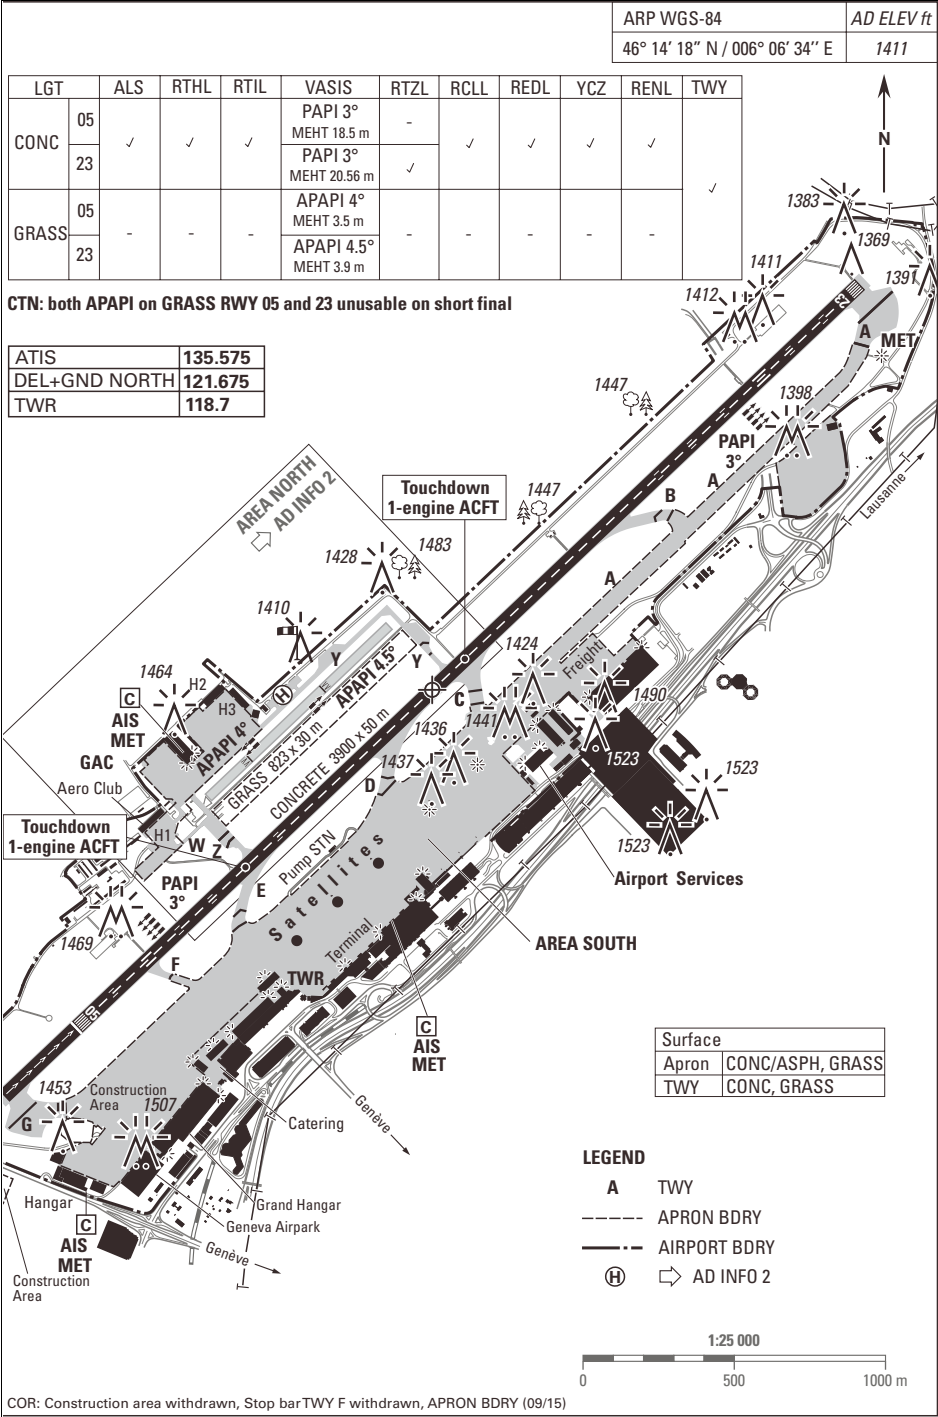 ARP WGS-84 AD ELEV ft
46° 14′ 18″ N / 006° 06′ 34″ E 1411
LGT ALS RTHL RTIL VASIS RTZL RCLL REDL YCZ RENL TWY
CONC 05 ✓ ✓ ✓ PAPI 3° - ✓ ✓ ✓ ✓ ✓
MEHT 18.5 m
23 PAPI 3° ✓
MEHT 20.56 m
GRASS 05 - - - APAPI 4° - - - - -
MEHT 3.5 m
23 APAPI 4.5°
MEHT 3.9 m
N
CTN: both APAPI on GRASS RWY 05 and 23 unusable on short final
ATIS 135.575
DEL+GND NORTH 121.675
TWR 118.7
1383
1369
1391
1411
1412
23
A
MET
1447
1398
PAPI
3°
A
B
Lausanne
AREA NORTH
AD INFO 2
Touchdown
1-engine ACFT
1447
1428
1483
A
1410
Y
Y
APAPI 4.5°
H
1464
H2
H3
C
AIS
MET
GAC
APAPI 4°
GRASS 823 x 30 m
CONCRETE 3900 x 50 m
Aero Club
1424
Freight
C
1441
1490
1436
1437
1523
1523
1523
D
Touchdown
1-engine ACFT
H1
W
Z
Pump STN
E
PAPI
3°
Satellites
Airport Services
1469
Terminal
AREA SOUTH
F
TWR
05
C
AIS
MET
Surface
Apron CONC/ASPH, GRASS
TWY CONC, GRASS
1453
Construction
Area
1507
G
Catering
Genève
Grand Hangar
Geneva Airpark
Hangar
C
AIS
MET
Genève
Construction
Area
LEGEND
A TWY
APRON BDRY
AIRPORT BDRY
H AD INFO 2
1:25 000
0 500 1000 m
COR: Construction area withdrawn, Stop bar TWY F withdrawn, APRON BDRY (09/15)